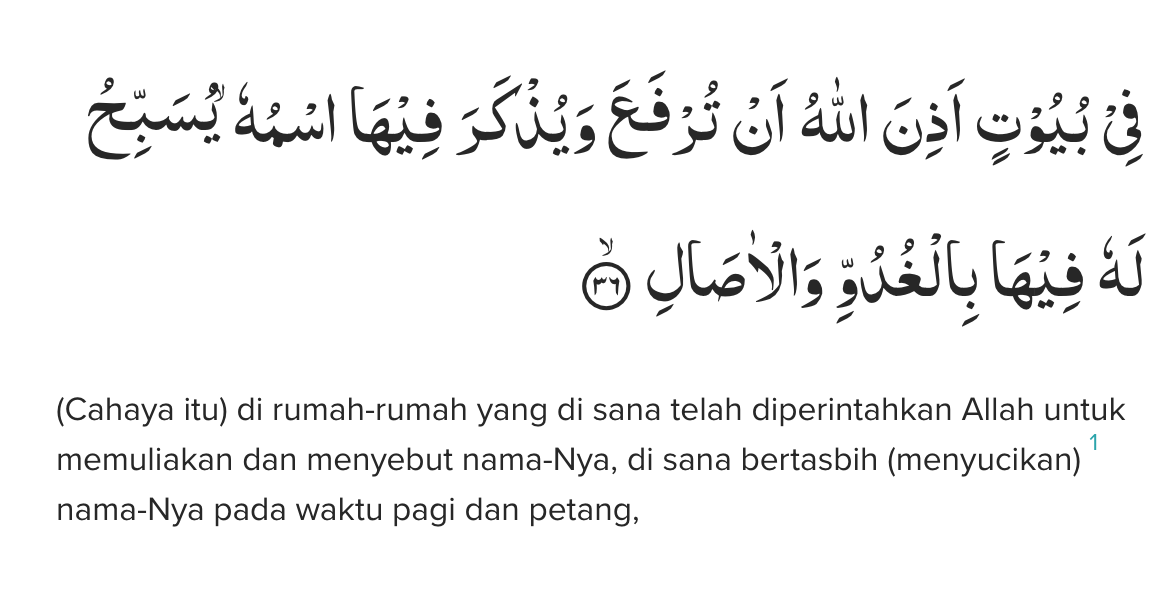 فِيْ بُيُوْتٍ اَذِنَ اللّٰهُ اَنْ تُرْفَعَ وَيُذْكَرَ فِيْهَا اسْمُهٗۙ يُسَبِّحُ
لَهٗ فِيْهَا بِالْغُدُوِّ وَالْاٰصَالِ ۙ ٣٦
(Cahaya itu) di rumah-rumah yang di sana telah diperintahkan Allah untuk
memuliakan dan menyebut nama-Nya, di sana bertasbih (menyucikan) 1
nama-Nya pada waktu pagi dan petang,